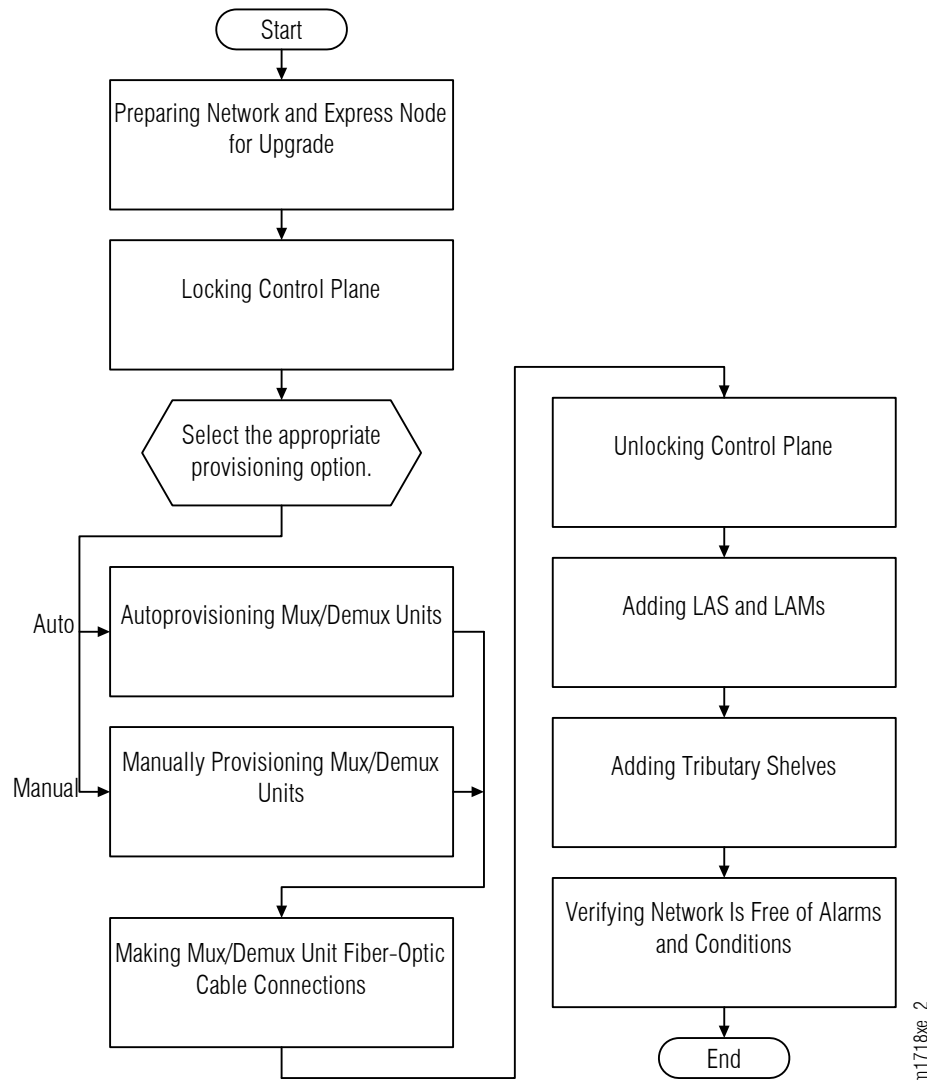 Start
Preparing Network and Express Node
for Upgrade
Locking Control Plane
Select the appropriate
provisioning option.
Auto
Autoprovisioning Mux/Demux Units
Manual
Manually Provisioning Mux/Demux
Units
Making Mux/Demux Unit Fiber-Optic
Cable Connections
Unlocking Control Plane
Adding LAS and LAMs
Adding Tributary Shelves
Verifying Network Is Free of Alarms
and Conditions
End
m1718xe_2